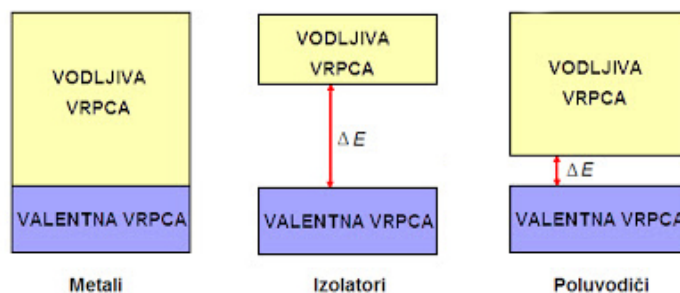 VODLJIVA
VRPCA
VALENTNA VRPCA
Metali
VODLJIVA
VRPCA
ΔE
VALENTNA VRPCA
Izolatori
VODLJIVA
VRPCA
ΔE
VALENTNA VRPCA
Poluvodiči